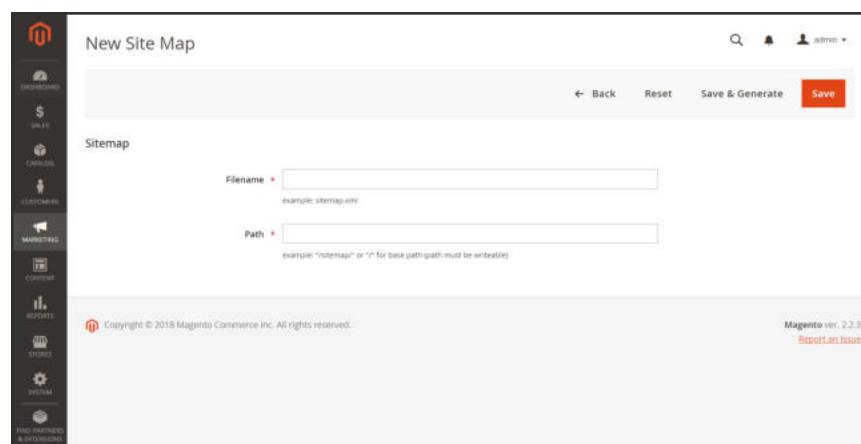 New Site Map
admin
DASHBOARD
SALES
CATALOG
CUSTOMERS
MARKETING
CONTENT
REPORTS
STORES
SYSTEM
FIND PARTNERS
& EXTENSIONS
← Back Reset Save & Generate Save
Sitemap
Filename *
example: sitemap.xml
Path *
example: "/sitemap/" or "/" for base path (path must be writeable)
Copyright © 2018 Magento Commerce Inc. All rights reserved.
Magento ver. 2.2.3
Report an Issue